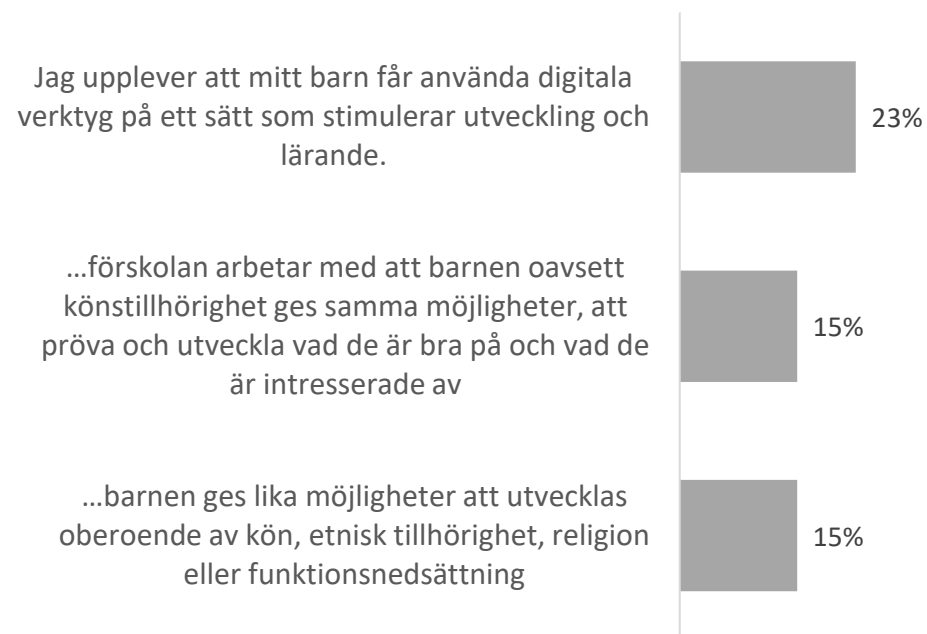 Jag upplever att mitt barn får använda digitala
verktyg på ett sätt som stimulerar utveckling och
lärande.
23%
...förskolan arbetar med att barnen oavsett
könstillhörighet ges samma möjligheter, att
pröva och utveckla vad de är bra på och vad de
är intresserade av
15%
...barnen ges lika möjligheter att utvecklas
oberoende av kön, etnisk tillhörighet, religion
eller funktionsnedsättning
15%